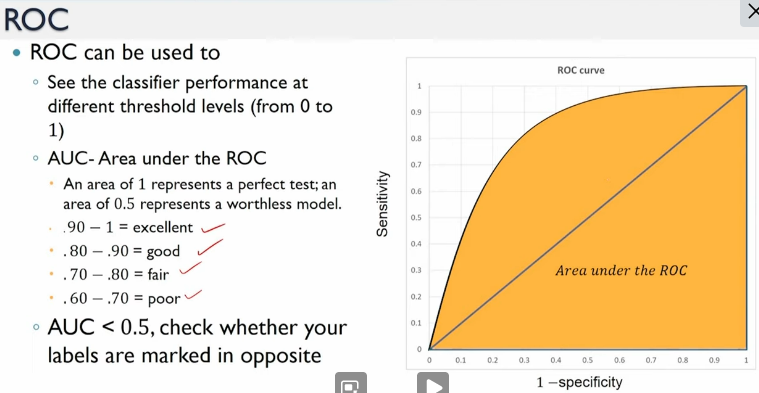 ROC
• ROC can be used to
◦ See the classifier performance at
different threshold levels (from 0 to
1)
◦ AUC- Area under the ROC
• An area of 1 represents a perfect test; an
area of 0.5 represents a worthless model.
• .90 – 1 = excellent
• .80 – .90 = good
• .70 – .80 = fair
• .60 – .70 = poor
◦ AUC < 0.5, check whether your
labels are marked in opposite
ROC curve
Sensitivity
1
0.9
0.8
0.7
0.6
0.5
0.4
0.3
0.2
0.1
0
Area under the ROC
0 0.1 0.2 0.3 0.4 0.5 0.6 0.7 0.8 0.9 1
1 –specificity